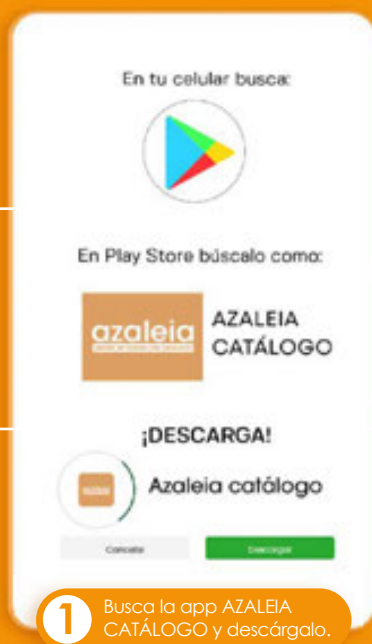 En tu celular busca:
En Play Store búscalo como:
azaleia
AZALEIA
CATÁLOGO
¡DESCARGA!
Azaleia catálogo
Cancelar
Descargar
1
Busca la app AZALEIA
CATÁLOGO y descárgalo.